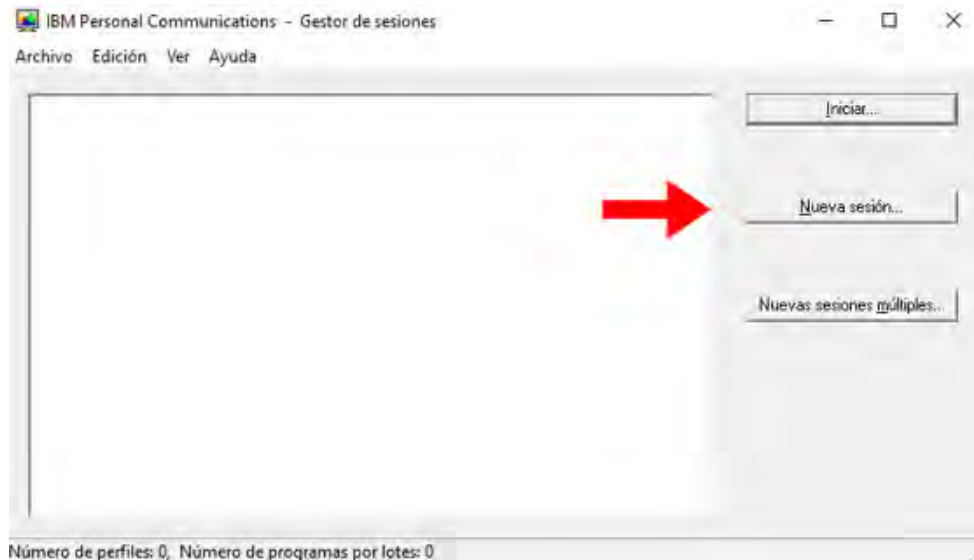 IBM Personal Communications - Gestor de sesiones
Archivo Edición Ver Ayuda
Iniciar...
Nueva sesión...
Nuevas sesiones múltiples...
Número de perfiles: 0, Número de programas por lotes: 0